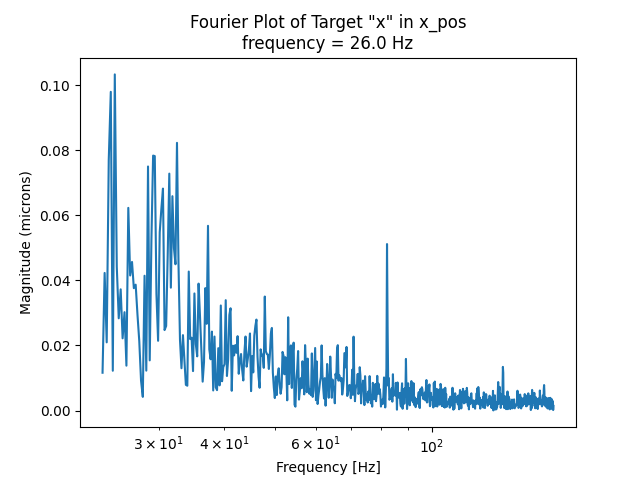 Fourier Plot of Target "x" in x_pos
frequency = 26.0 Hz
Magnitude (microns)
0.10
0.08
0.06
0.04
0.02
0.00
3 × 10¹
4 × 10¹
6 × 10¹
10²
Frequency [Hz]